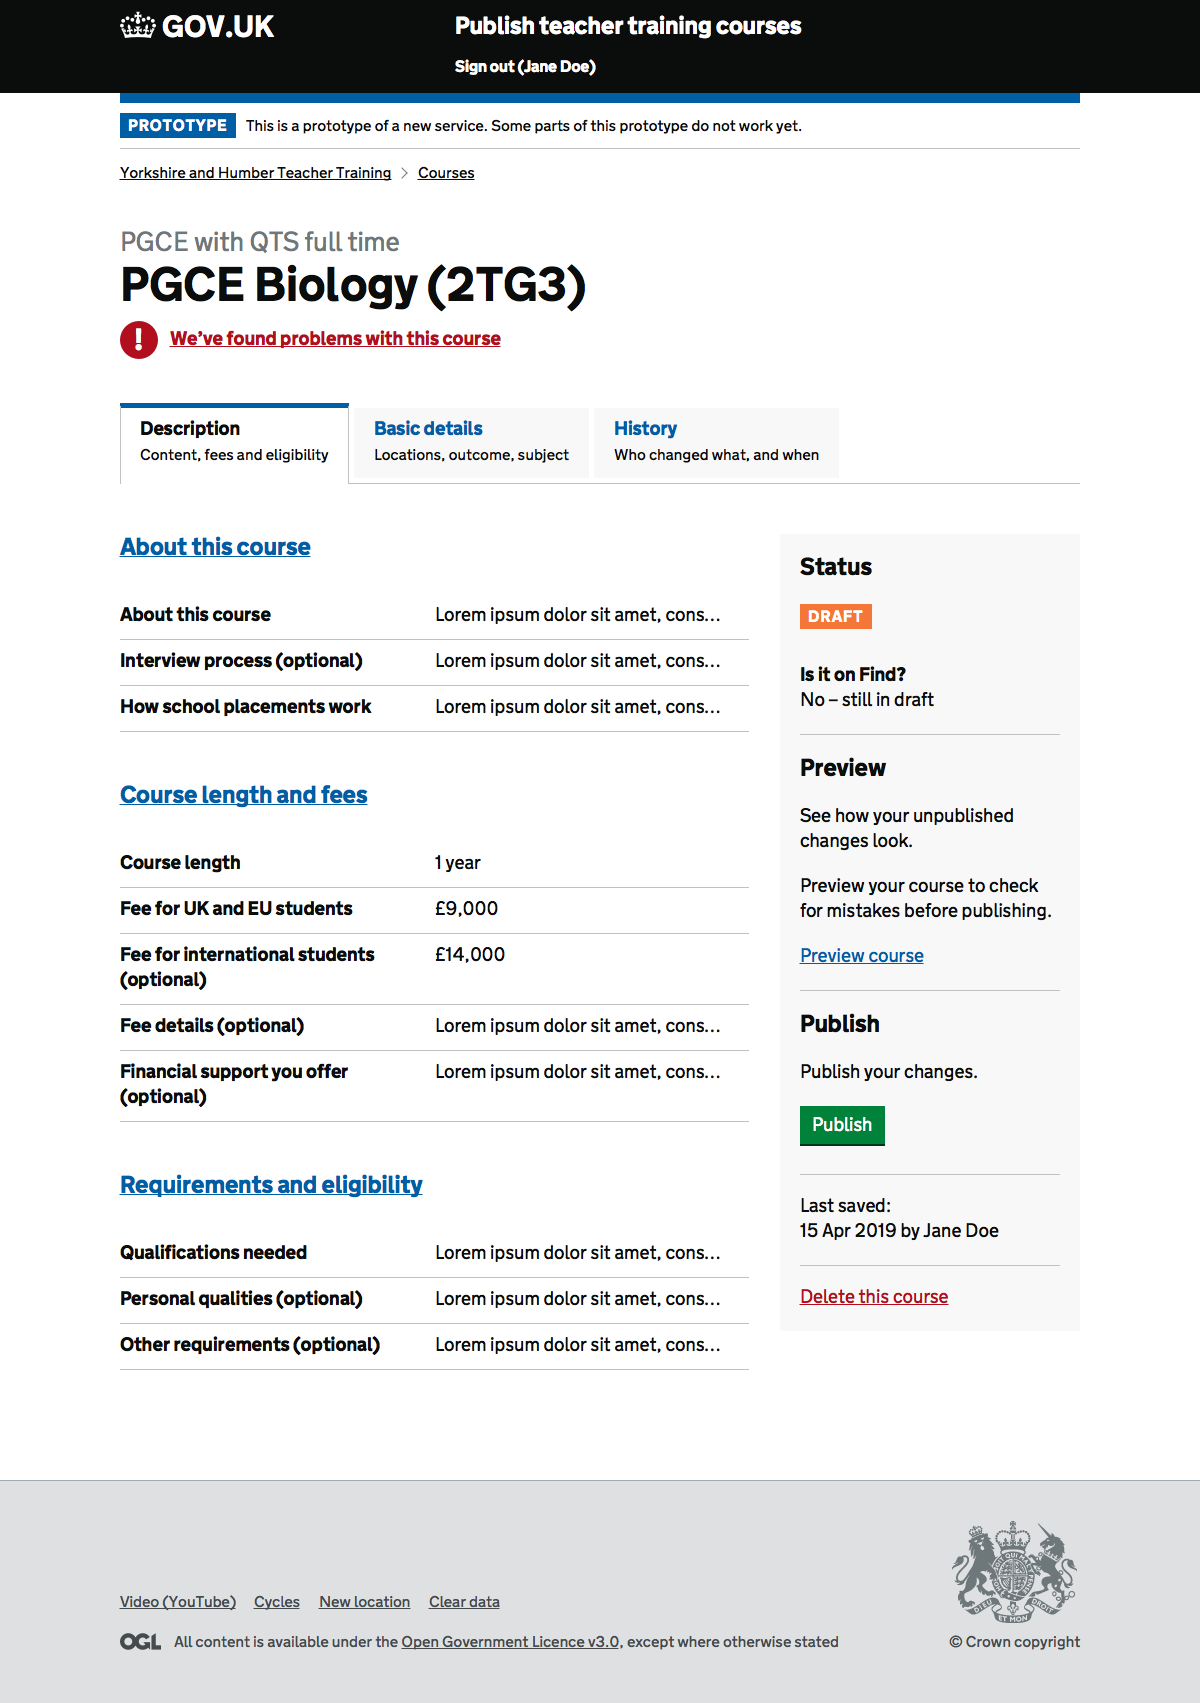 GOV.UK
Publish teacher training courses
Sign out (Jane Doe)
PROTOTYPE This is a prototype of a new service. Some parts of this prototype do not work yet.
Yorkshire and Humber Teacher Training > Courses
PGCE with QTS full time
PGCE Biology (2TG3)
! We’ve found problems with this course
Description
Content, fees and eligibility
Basic details
Locations, outcome, subject
History
Who changed what, and when
About this course
About this course Lorem ipsum dolor sit amet, cons…
Interview process (optional) Lorem ipsum dolor sit amet, cons…
How school placements work Lorem ipsum dolor sit amet, cons…
Course length and fees
Course length 1 year
Fee for UK and EU students £9,000
Fee for international students £14,000
(optional)
Fee details (optional) Lorem ipsum dolor sit amet, cons…
Financial support you offer Lorem ipsum dolor sit amet, cons…
(optional)
Requirements and eligibility
Qualifications needed Lorem ipsum dolor sit amet, cons…
Personal qualities (optional) Lorem ipsum dolor sit amet, cons…
Other requirements (optional) Lorem ipsum dolor sit amet, cons…
Status
DRAFT
Is it on Find?
No – still in draft
Preview
See how your unpublished
changes look.
Preview your course to check
for mistakes before publishing.
Preview course
Publish
Publish your changes.
Publish
Last saved:
15 Apr 2019 by Jane Doe
Delete this course
Video (YouTube) Cycles New location Clear data
OGL All content is available under the Open Government Licence v3.0, except where otherwise stated
DIEU ET MON DROIT
© Crown copyright